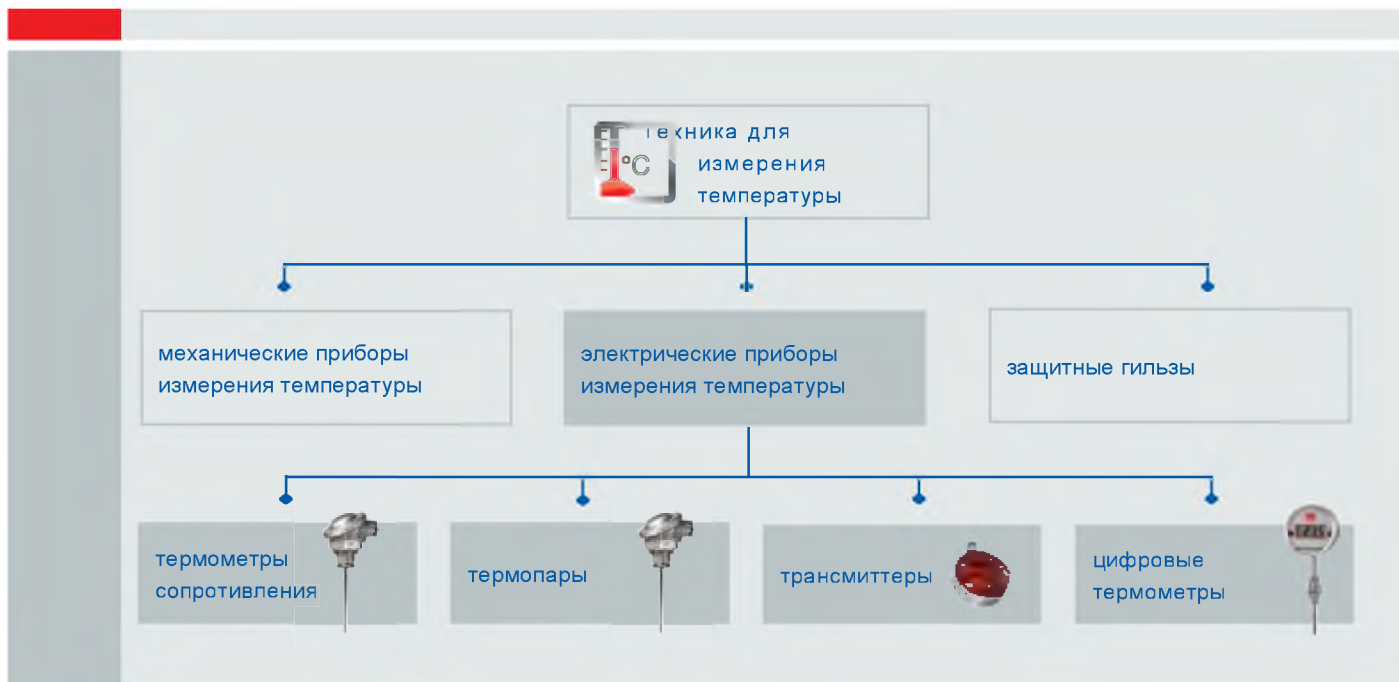 техника для
измерения
температуры
°C
механические приборы
измерения температуры
электрические приборы
измерения температуры
защитные гильзы
термометры
сопротивления
термопары
трансмиттеры
цифровые
термометры